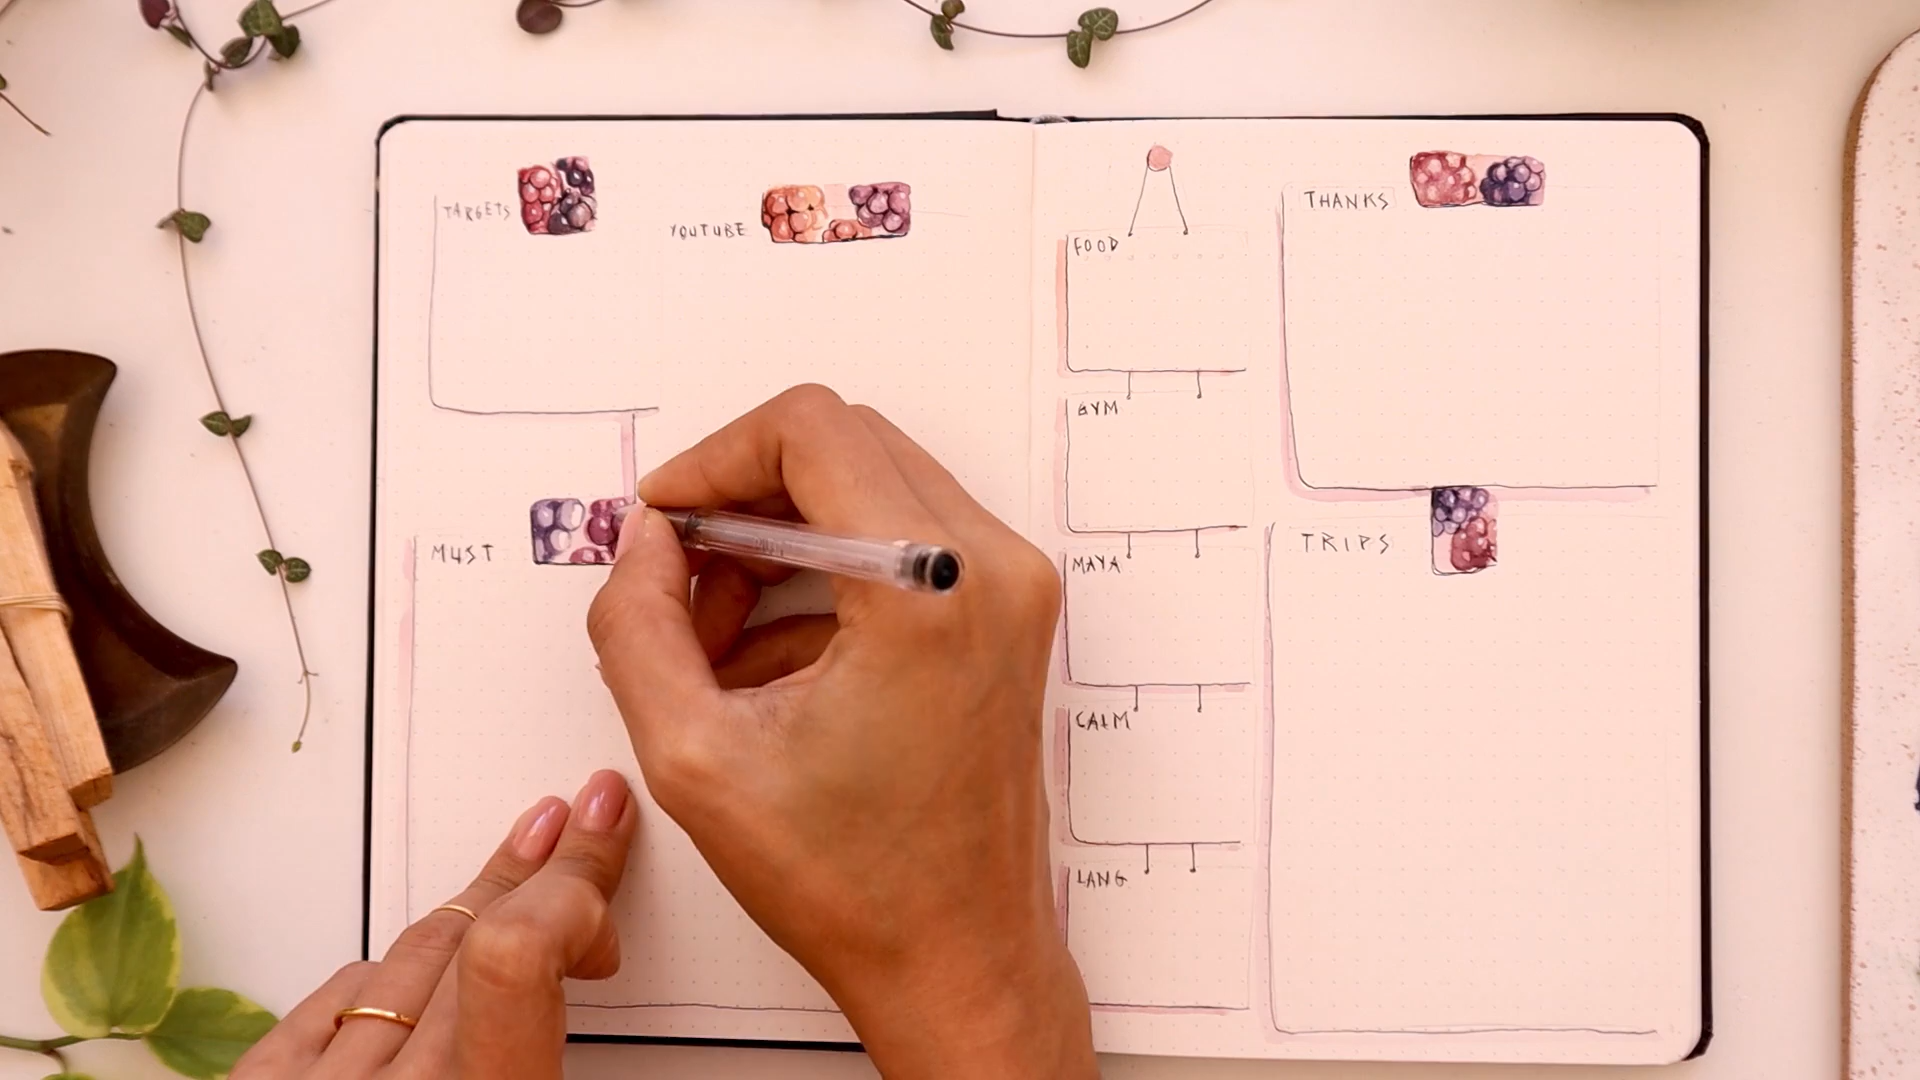 TARGETS
YOUTUBE
MUST
FOOD
GYM
MAYA
CALM
LANG
THANKS
TRIPS